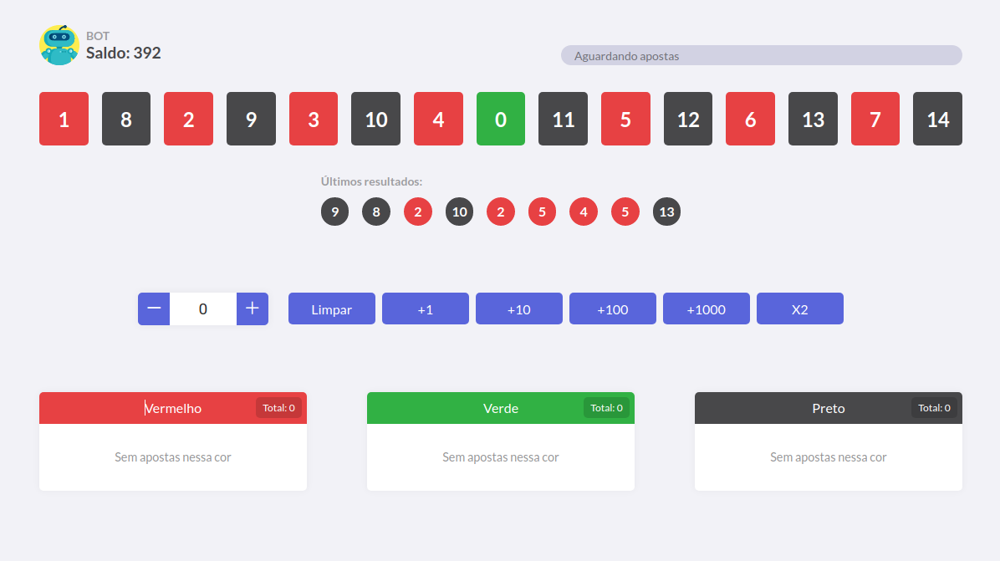 BOT
Saldo: 392
Aguardando apostas
1 8 2 9 3 10 4 0 11 5 12 6 13 7 14
Últimos resultados:
9 8 2 10 2 5 4 5 13
− 0 + Limpar +1 +10 +100 +1000 X2
Vermelho Total: 0 Verde Total: 0 Preto Total: 0
Sem apostas nessa cor Sem apostas nessa cor Sem apostas nessa cor